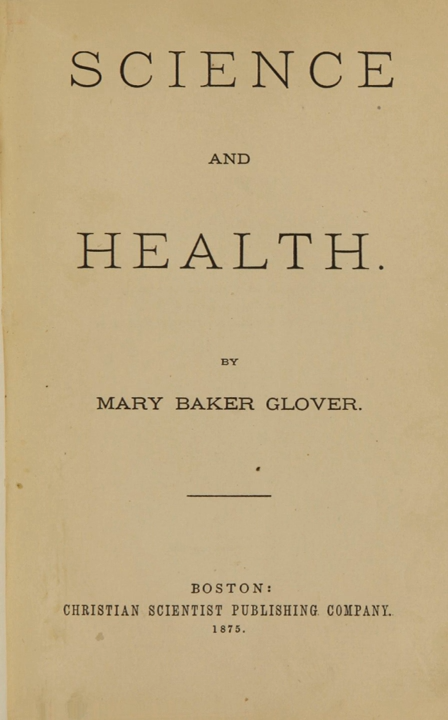 SCIENCE
AND
HEALTH.
BY
MARY BAKER GLOVER.
BOSTON:
CHRISTIAN SCIENTIST PUBLISHING COMPANY.
1875.